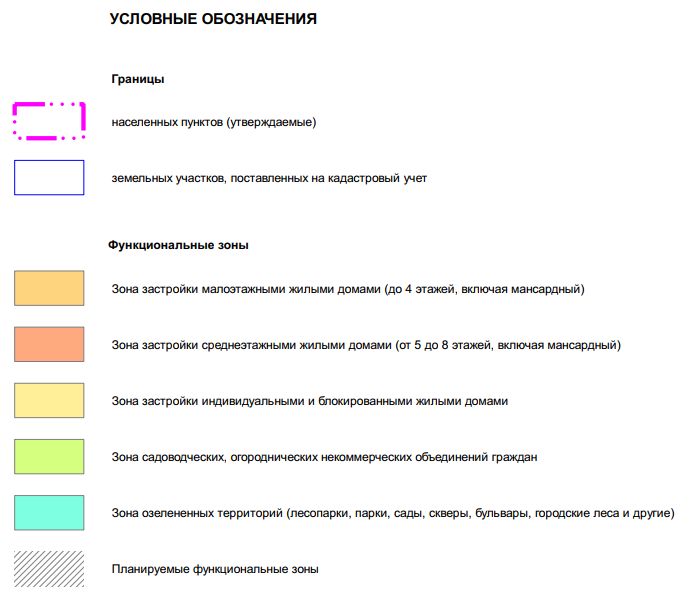 УСЛОВНЫЕ ОБОЗНАЧЕНИЯ
Границы
населенных пунктов (утверждаемые)
земельных участков, поставленных на кадастровый учет
Функциональные зоны
Зона застройки малоэтажными жилыми домами (до 4 этажей, включая мансардный)
Зона застройки среднеэтажными жилыми домами (от 5 до 8 этажей, включая мансардный)
Зона застройки индивидуальными и блокированными жилыми домами
Зона садоводческих, огороднических некоммерческих объединений граждан
Зона озелененных территорий (лесопарки, парки, сады, скверы, бульвары, городские леса и другие)
Планируемые функциональные зоны